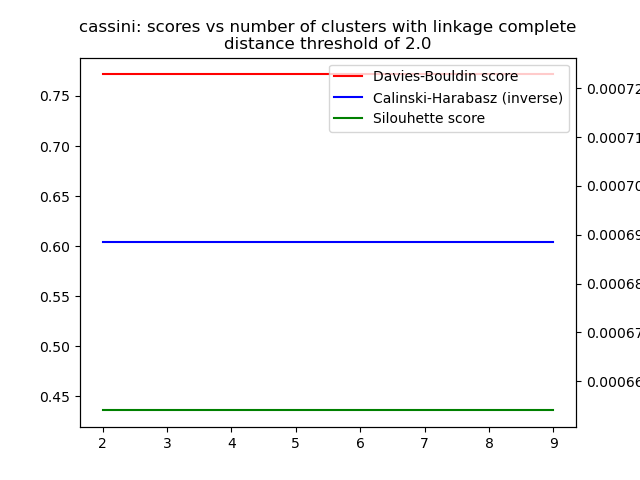 cassini: scores vs number of clusters with linkage complete
distance threshold of 2.0
Davies-Bouldin score
Calinski-Harabasz (inverse)
Silouhette score
0.75
0.70
0.65
0.60
0.55
0.50
0.45
0.00072
0.00071
0.00070
0.00069
0.00068
0.00067
0.00066
2 3 4 5 6 7 8 9